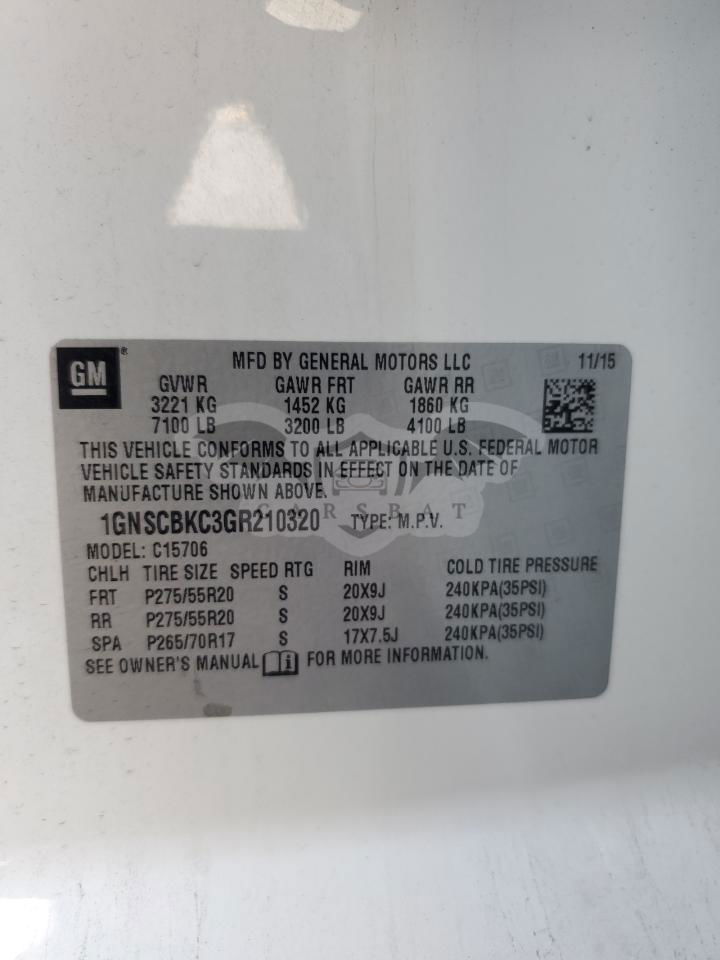 GM ® MFD BY GENERAL MOTORS LLC 11/15
GVWR GAWR FRT GAWR RR
3221 KG 1452 KG 1860 KG
7100 LB 3200 LB 4100 LB
THIS VEHICLE CONFORMS TO ALL APPLICABLE U.S. FEDERAL MOTOR
VEHICLE SAFETY STANDARDS IN EFFECT ON THE DATE OF
MANUFACTURE SHOWN ABOVE.
CARSBAT
1GNSCBKC3GR210320 TYPE: M.P.V.
MODEL: C15706
CHLH TIRE SIZE SPEED RTG RIM COLD TIRE PRESSURE
FRT P275/55R20 S 20X9J 240KPA(35PSI)
RR P275/55R20 S 20X9J 240KPA(35PSI)
SPA P265/70R17 S 17X7.5J 240KPA(35PSI)
SEE OWNER'S MANUAL FOR MORE INFORMATION.